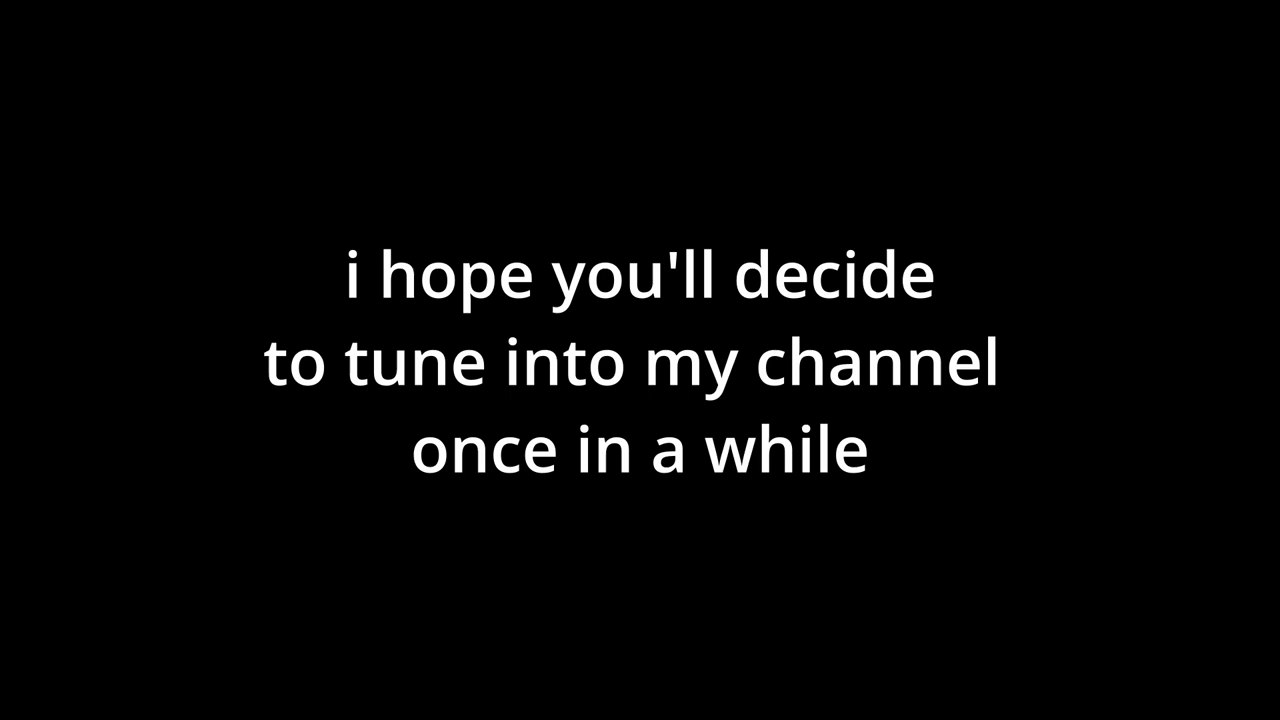 i hope you'll decide
to tune into my channel
once in a while